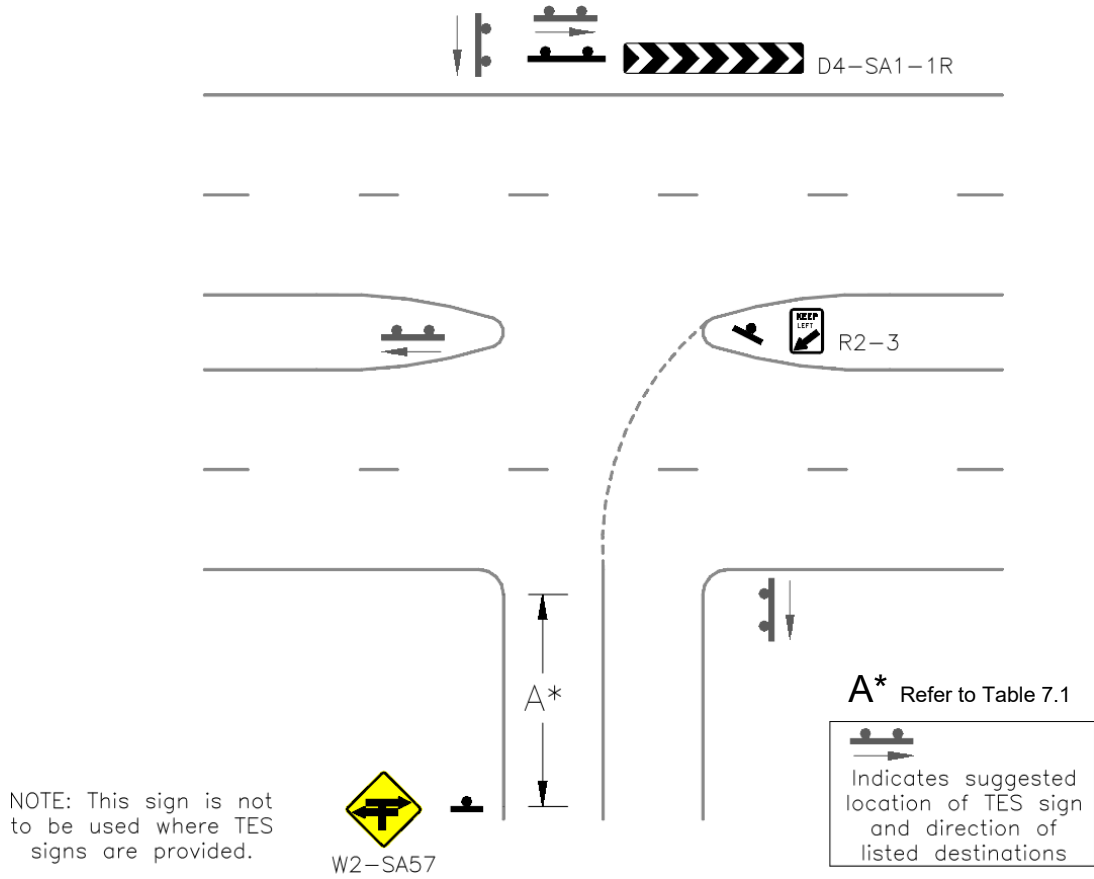 D4-SA1-1R
KEEP
LEFT
R2-3
A*
A* Refer to Table 7.1
Indicates suggested
location of TES sign
and direction of
listed destinations
NOTE: This sign is not
to be used where TES
signs are provided.
W2-SA57